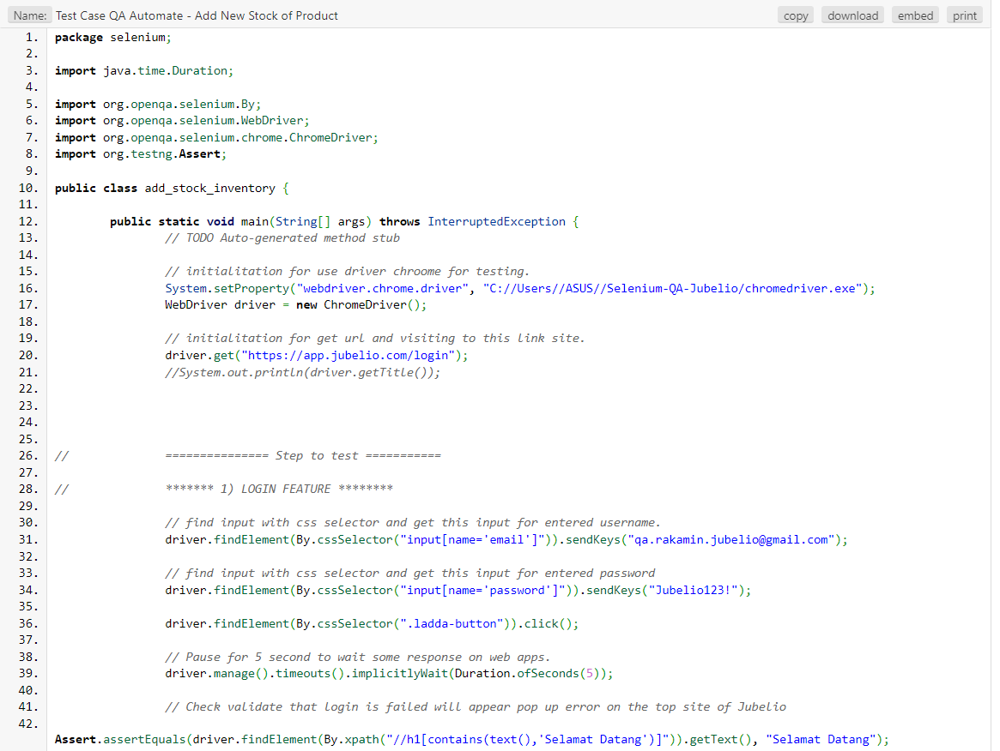 Name: Test Case QA Automate - Add New Stock of Product copy download embed print
1. package selenium;
2.
3. import java.time.Duration;
4.
5. import org.openqa.selenium.By;
6. import org.openqa.selenium.WebDriver;
7. import org.openqa.selenium.chrome.ChromeDriver;
8. import org.testng.Assert;
9.
10. public class add_stock_inventory {
11.
12. public static void main(String[] args) throws InterruptedException {
13. // TODO Auto-generated method stub
14.
15. // initialitation for use driver chroome for testing.
16. System.setProperty("webdriver.chrome.driver", "C://Users//ASUS//Selenium-QA-Jubelio/chromedriver.exe");
17. WebDriver driver = new ChromeDriver();
18.
19. // initialitation for get url and visiting to this link site.
20. driver.get("https://app.jubelio.com/login");
21. //System.out.println(driver.getTitle());
22.
23.
24.
25.
26. // =============== Step to test ===========
27.
28. // ******* 1) LOGIN FEATURE ********
29.
30. // find input with css selector and get this input for entered username.
31. driver.findElement(By.cssSelector("input[name='email']")).sendKeys("qa.rakamin.jubelio@gmail.com");
32.
33. // find input with css selector and get this input for entered password
34. driver.findElement(By.cssSelector("input[name='password']")).sendKeys("Jubelio123!");
35.
36. driver.findElement(By.cssSelector(".ladda-button")).click();
37.
38. // Pause for 5 second to wait some response on web apps.
39. driver.manage().timeouts().implicitlyWait(Duration.ofSeconds(5));
40.
41. // Check validate that login is failed will appear pop up error on the top site of Jubelio
42.
Assert.assertEquals(driver.findElement(By.xpath("//h1[contains(text(),'Selamat Datang')]")).getText(), "Selamat Datang");